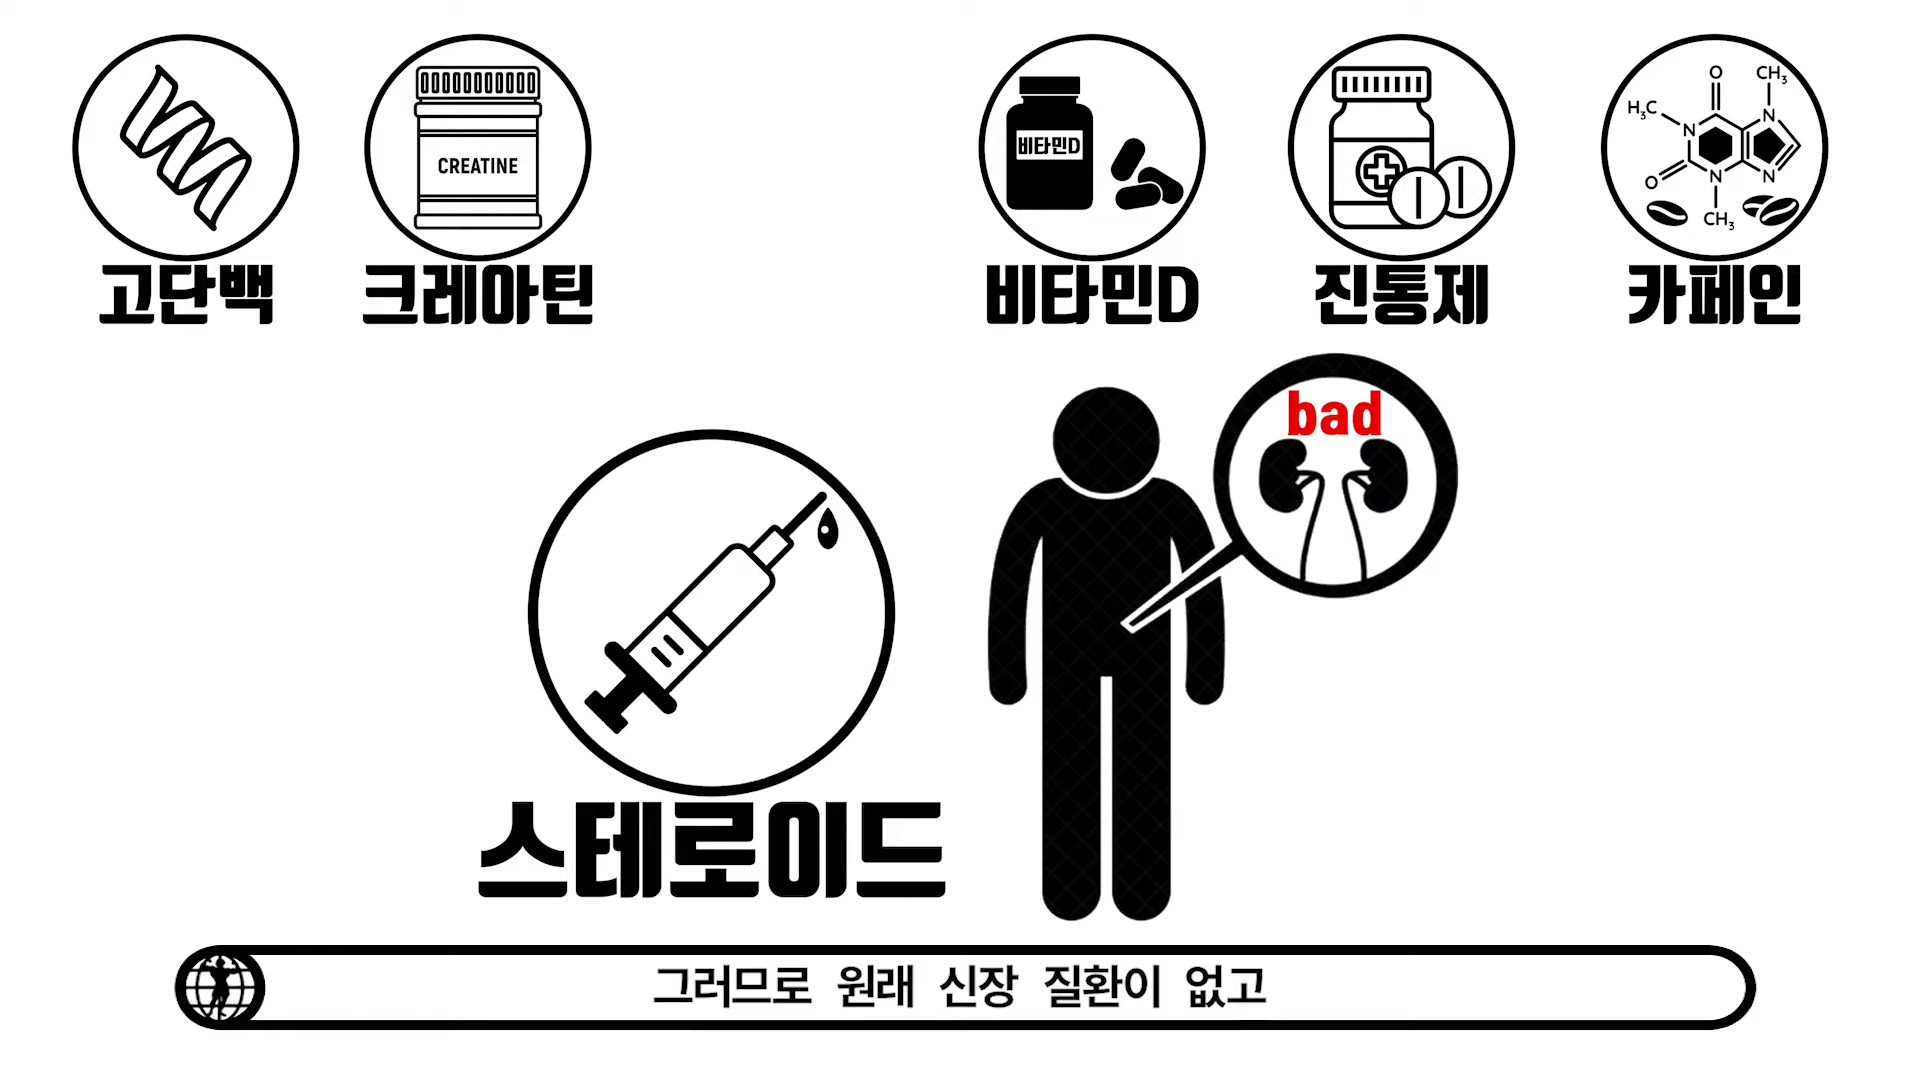 CREATINE
비타민D
O
CH₃
H₃C
N
N
O
N
N
CH₃
고단백
크레아틴
비타민D
진통제
카페인
bad
스테로이드
그러므로 원래 신장 질환이 없고